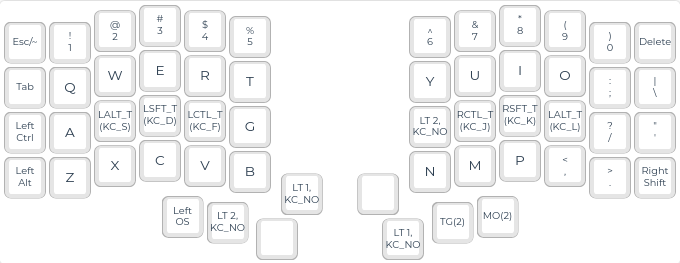 Esc/~
!
1
@
2
#
3
$
4
%
5
^
6
&
7
*
8
(
9
)
0
Delete
Tab
Q
W
E
R
T
Y
U
I
O
:
;
|
\
Left
Ctrl
A
LALT_T
(KC_S)
LSFT_T
(KC_D)
LCTL_T
(KC_F)
G
LT 2,
KC_NO
RCTL_T
(KC_J)
RSFT_T
(KC_K)
LALT_T
(KC_L)
?
/
"
'
Left
Alt
Z
X
C
V
B
N
M
P
<
,
>
.
Right
Shift
Left
OS
LT 2,
KC_NO
LT 1,
KC_NO
LT 1,
KC_NO
TG(2)
MO(2)